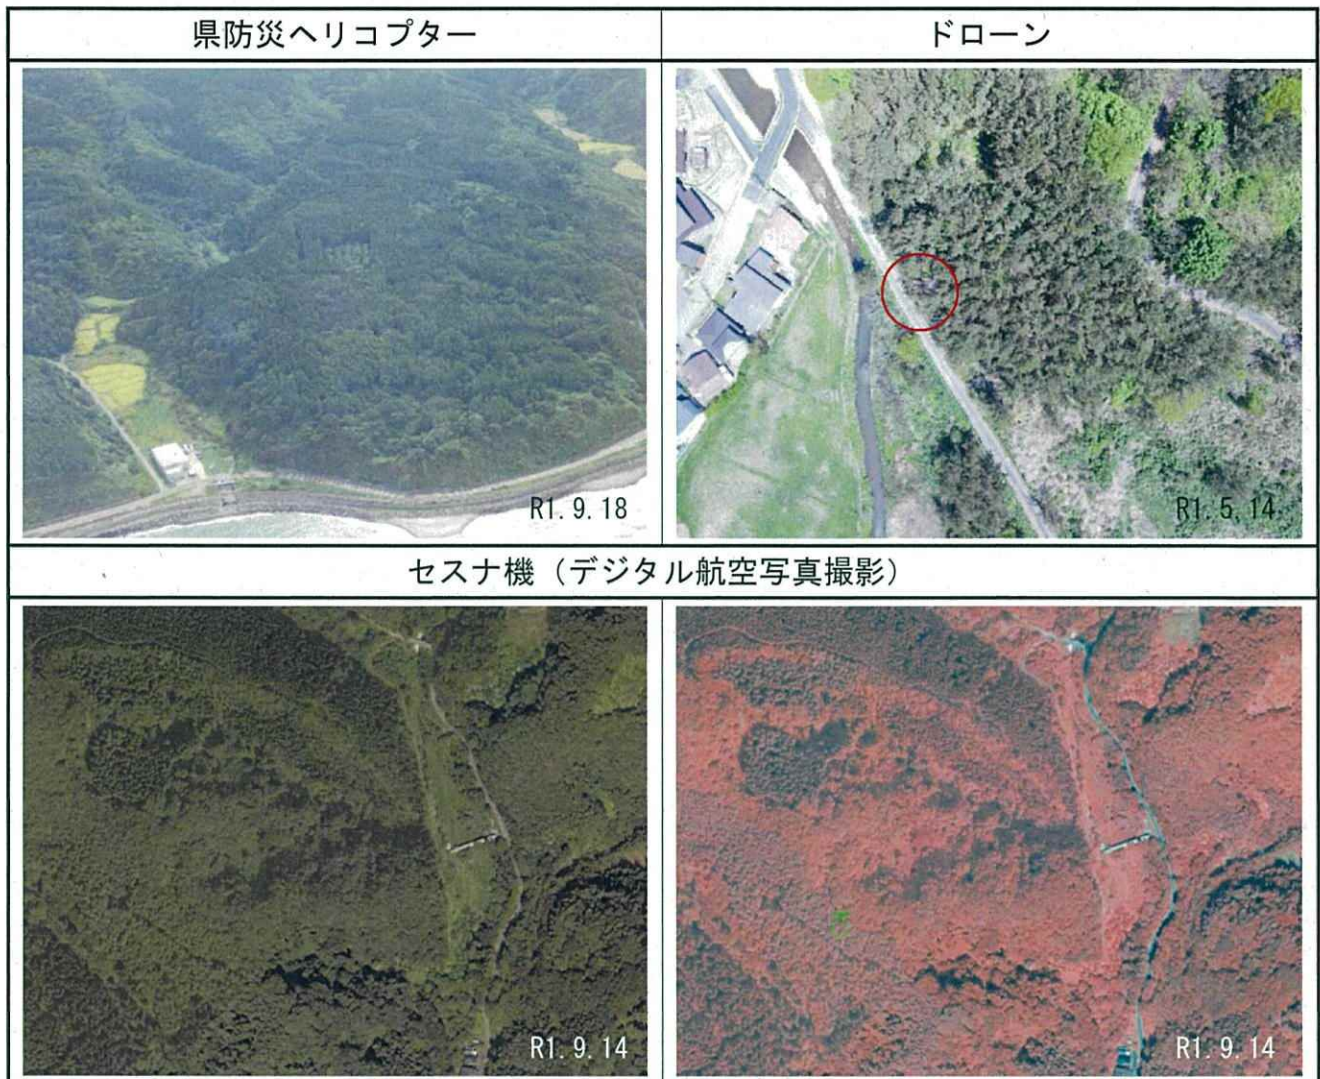 県防災ヘリコプター
ドローン
R1. 9. 18
R1. 5. 14
セスナ機（デジタル航空写真撮影）
R1. 9. 14
R1. 9. 14